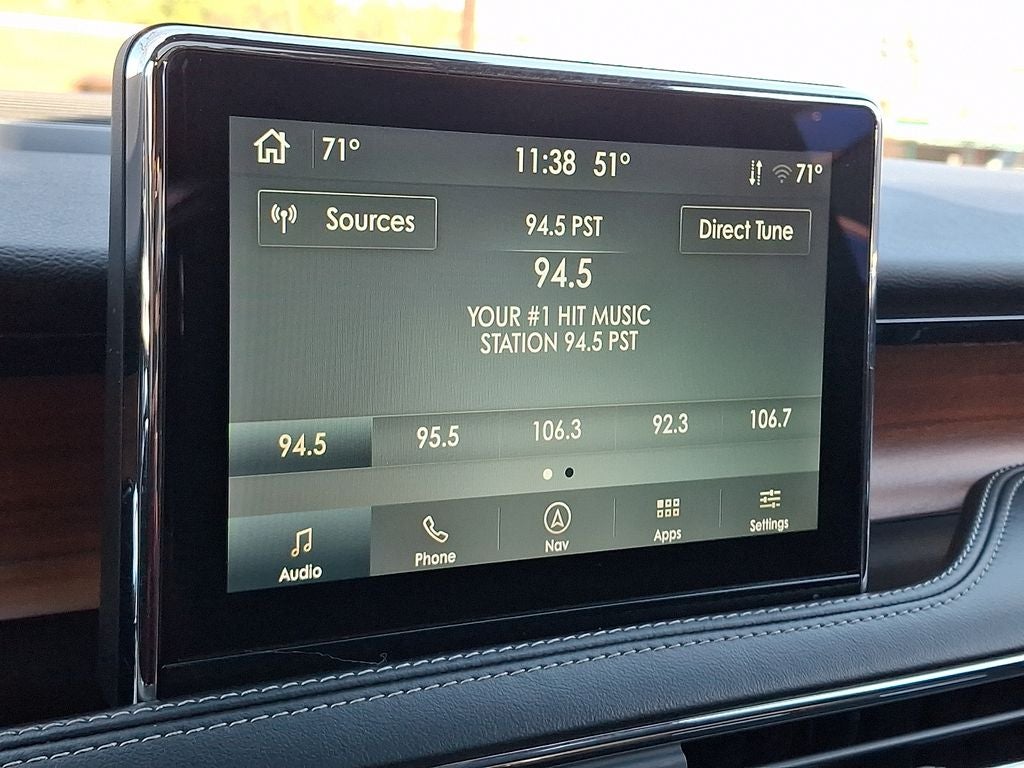 71° 11:38 51° 71°
Sources 94.5 PST Direct Tune
94.5
YOUR #1 HIT MUSIC
STATION 94.5 PST
94.5 95.5 106.3 92.3 106.7
Audio Phone Nav Apps Settings